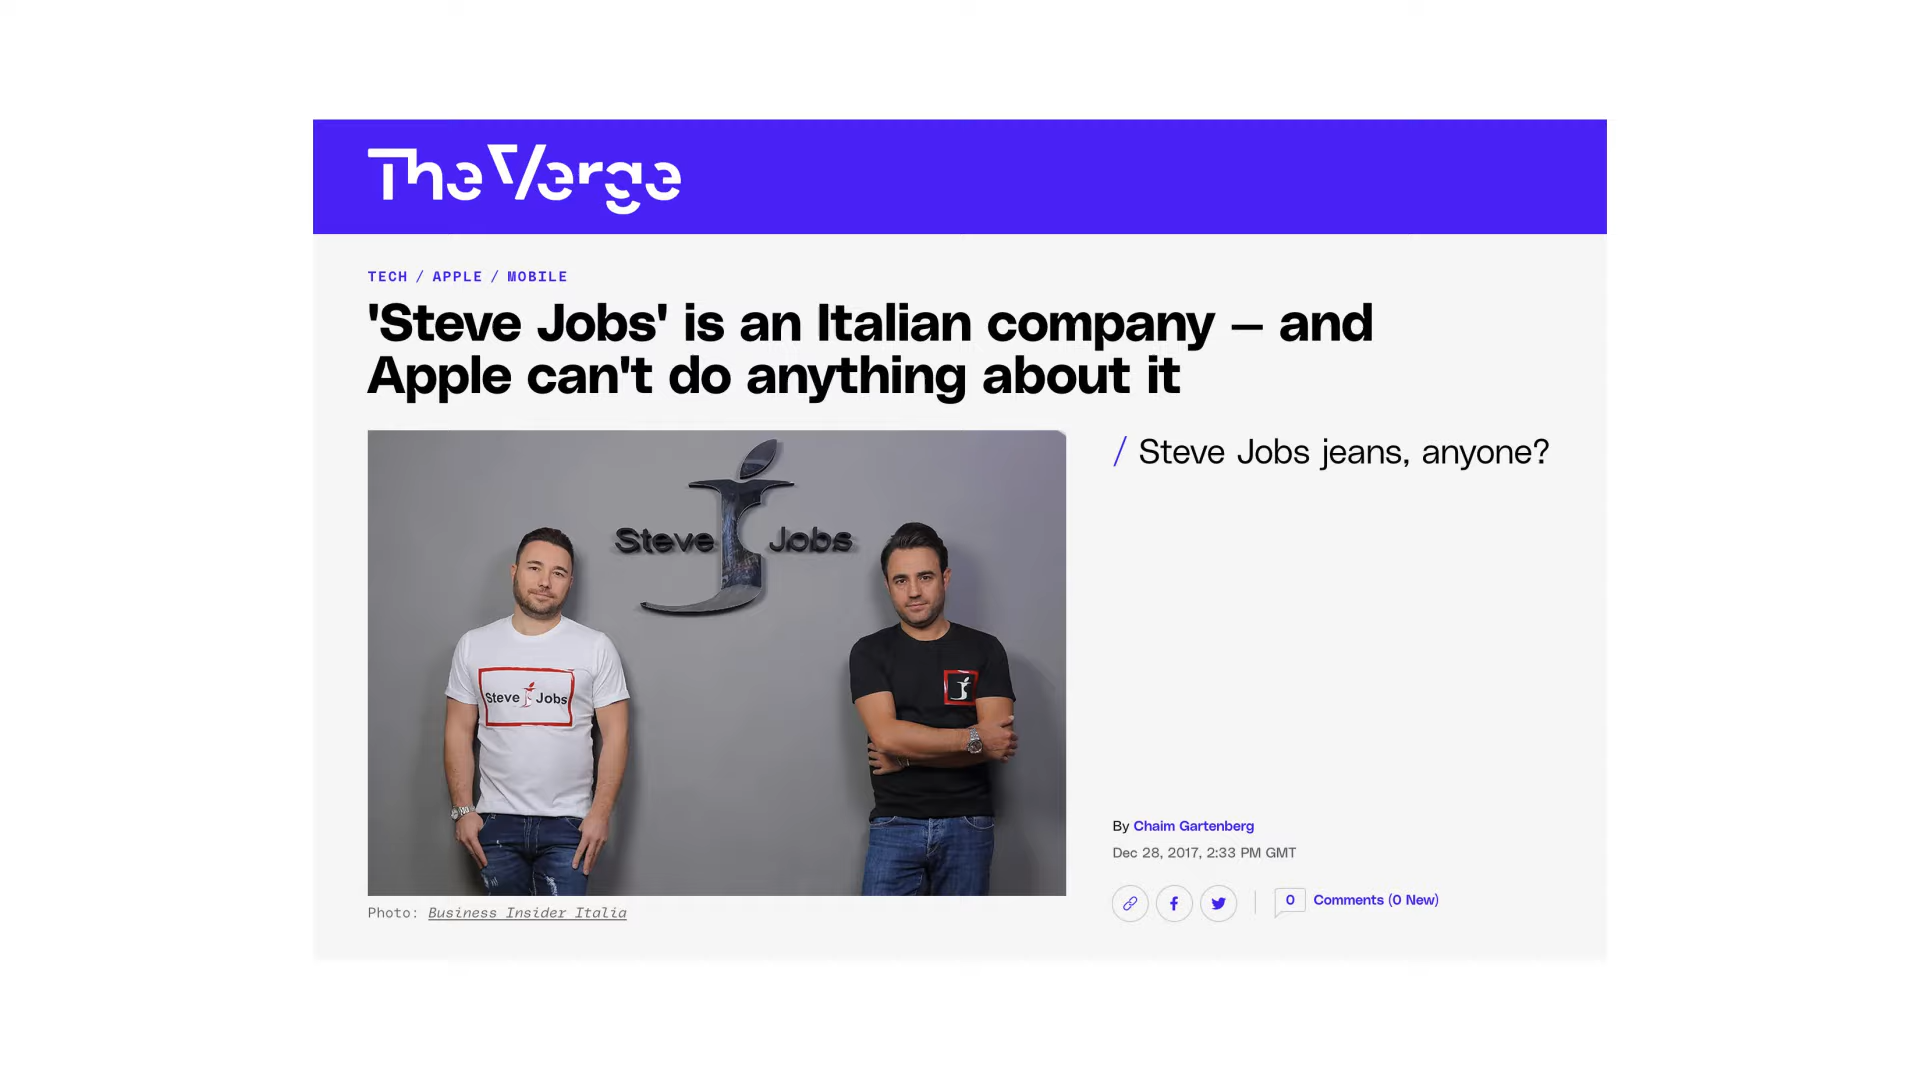 The Verge
TECH / APPLE / MOBILE
'Steve Jobs' is an Italian company — and
Apple can't do anything about it
/ Steve Jobs jeans, anyone?
Steve Jobs
Steve Jobs
By Chaim Gartenberg
Dec 28, 2017, 2:33 PM GMT
0 Comments (0 New)
Photo: Business Insider Italia